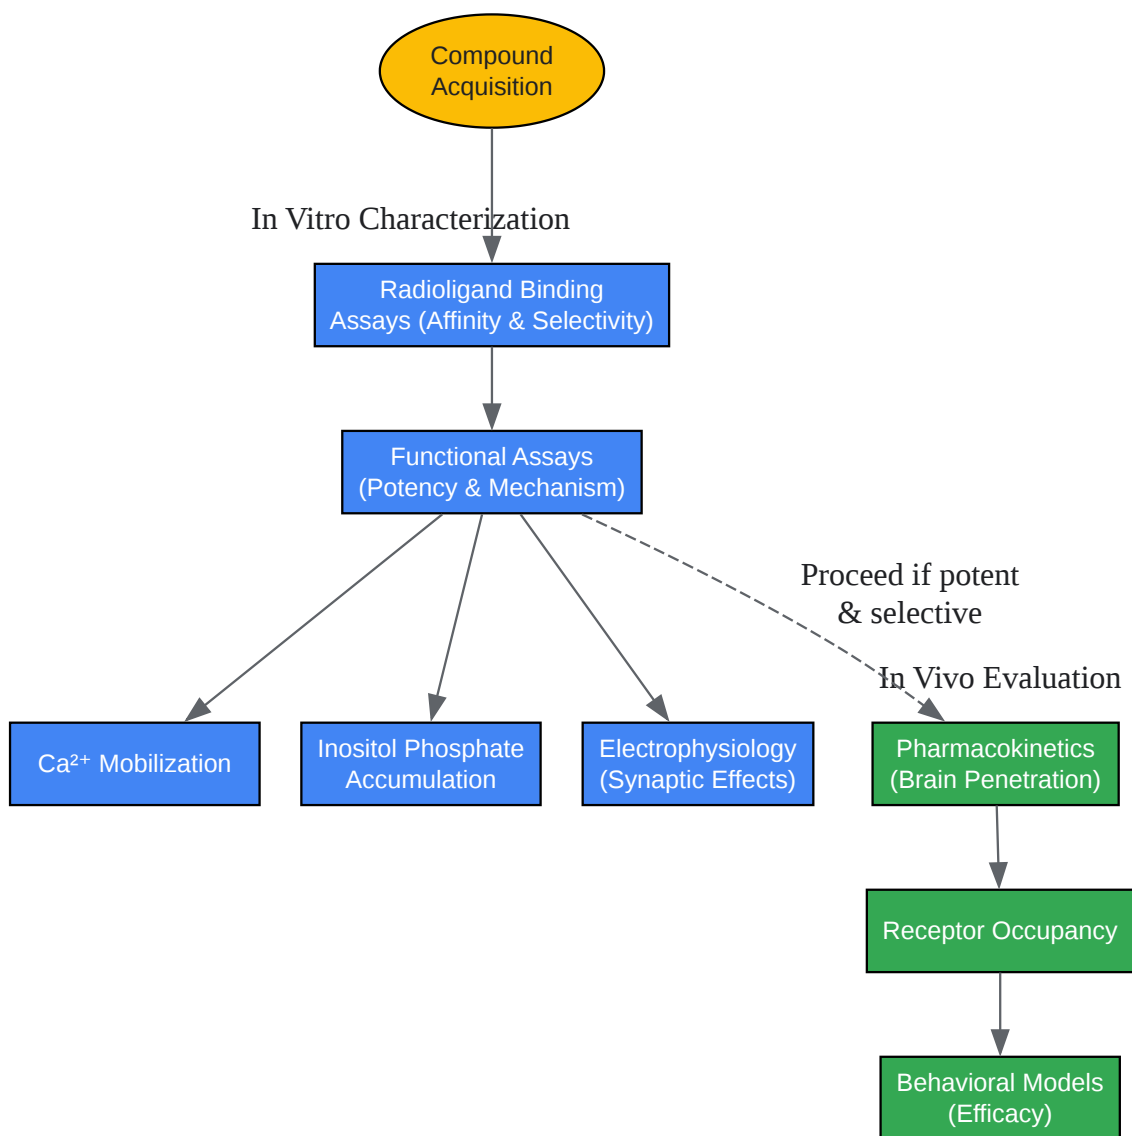 Compound
Acquisition
In Vitro Characterization
Radioligand Binding
Assays (Affinity & Selectivity)
Functional Assays
(Potency & Mechanism)
Proceed if potent
& selective
In Vivo Evaluation
Ca²⁺ Mobilization
Inositol Phosphate
Accumulation
Electrophysiology
(Synaptic Effects)
Pharmacokinetics
(Brain Penetration)
Receptor Occupancy
Behavioral Models
(Efficacy)